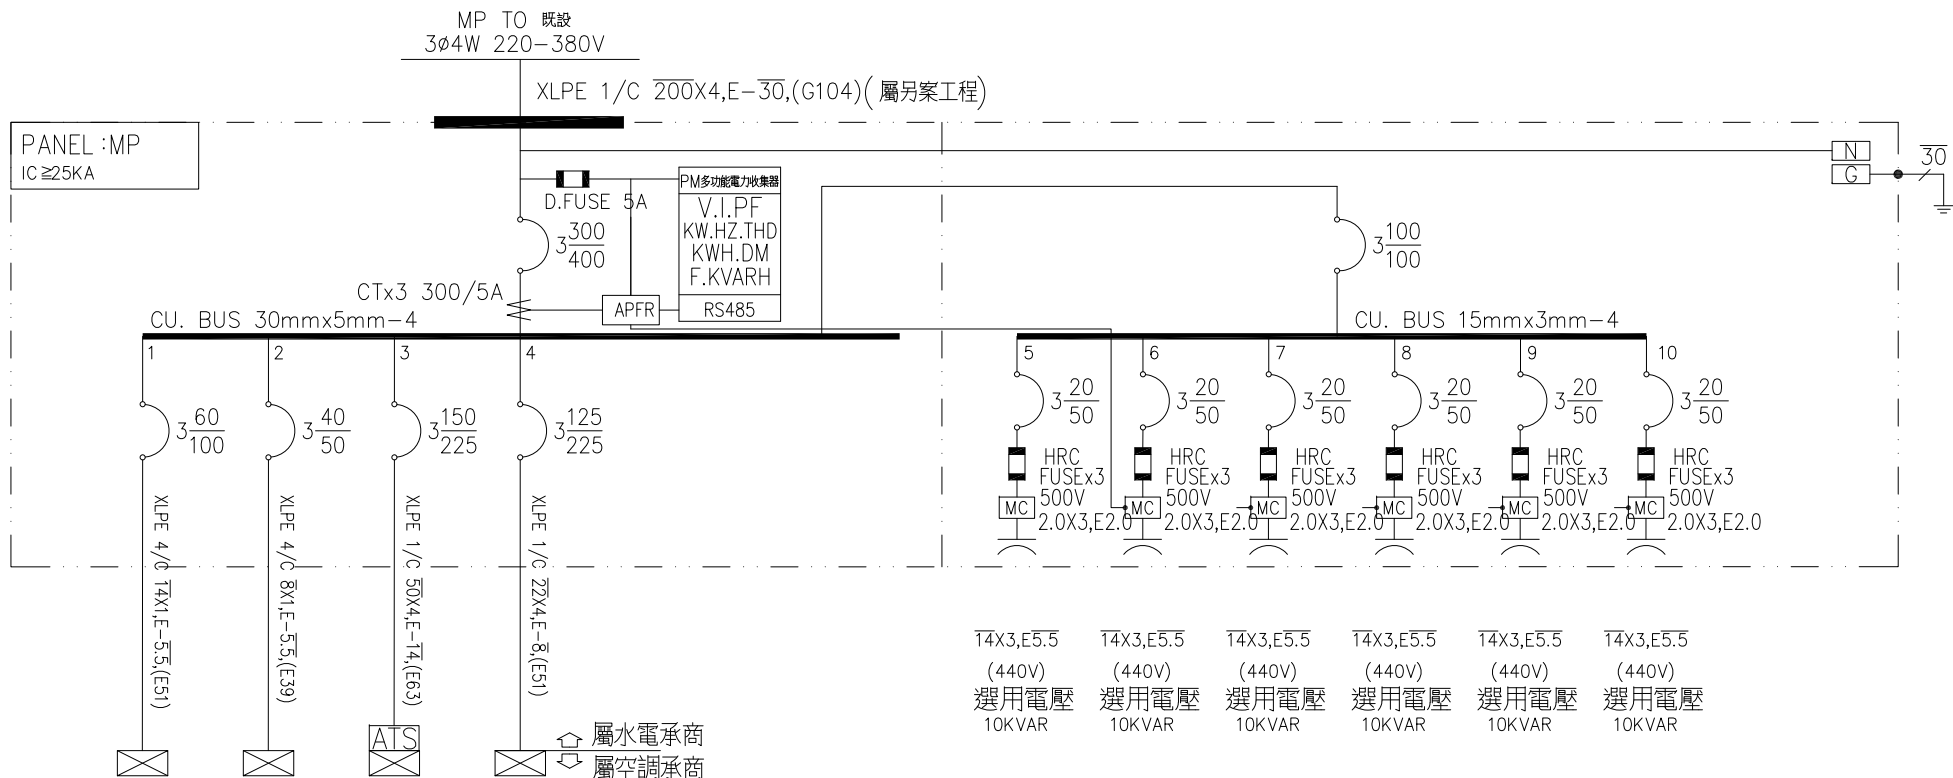 MP TO 既設
3ø4W 220-380V
XLPE 1/C 200X4,E-30,(G104)(屬另案工程)
PANEL:MP
IC≧25KA
N
G
30
D.FUSE 5A
PM多功能電力收集器
V.I.PF
KW.HZ.THD
KWH.DM
F.KVARH
RS485
APFR
3 300
400
CTx3 300/5A
3 100
100
CU. BUS 30mmx5mm-4
CU. BUS 15mmx3mm-4
1
2
3
4
5
6
7
8
9
10
3 60
100
3 40
50
3 150
225
3 125
225
3 20
50
3 20
50
3 20
50
3 20
50
3 20
50
3 20
50
HRC
FUSEx3
500V
MC
2.0X3,E2.0
HRC
FUSEx3
500V
MC
2.0X3,E2.0
HRC
FUSEx3
500V
MC
2.0X3,E2.0
HRC
FUSEx3
500V
MC
2.0X3,E2.0
HRC
FUSEx3
500V
MC
2.0X3,E2.0
HRC
FUSEx3
500V
MC
2.0X3,E2.0
XLPE 4/C 14X1,E-5.5,(E51)
XLPE 4/C 8X1,E-5.5,(E39)
XLPE 1/C 50X4,E-14,(E63)
XLPE 1/C 22X4,E-8,(E51)
ATS
屬水電承商
屬空調承商
14X3,E5.5
(440V)
選用電壓
10KVAR
14X3,E5.5
(440V)
選用電壓
10KVAR
14X3,E5.5
(440V)
選用電壓
10KVAR
14X3,E5.5
(440V)
選用電壓
10KVAR
14X3,E5.5
(440V)
選用電壓
10KVAR
14X3,E5.5
(440V)
選用電壓
10KVAR